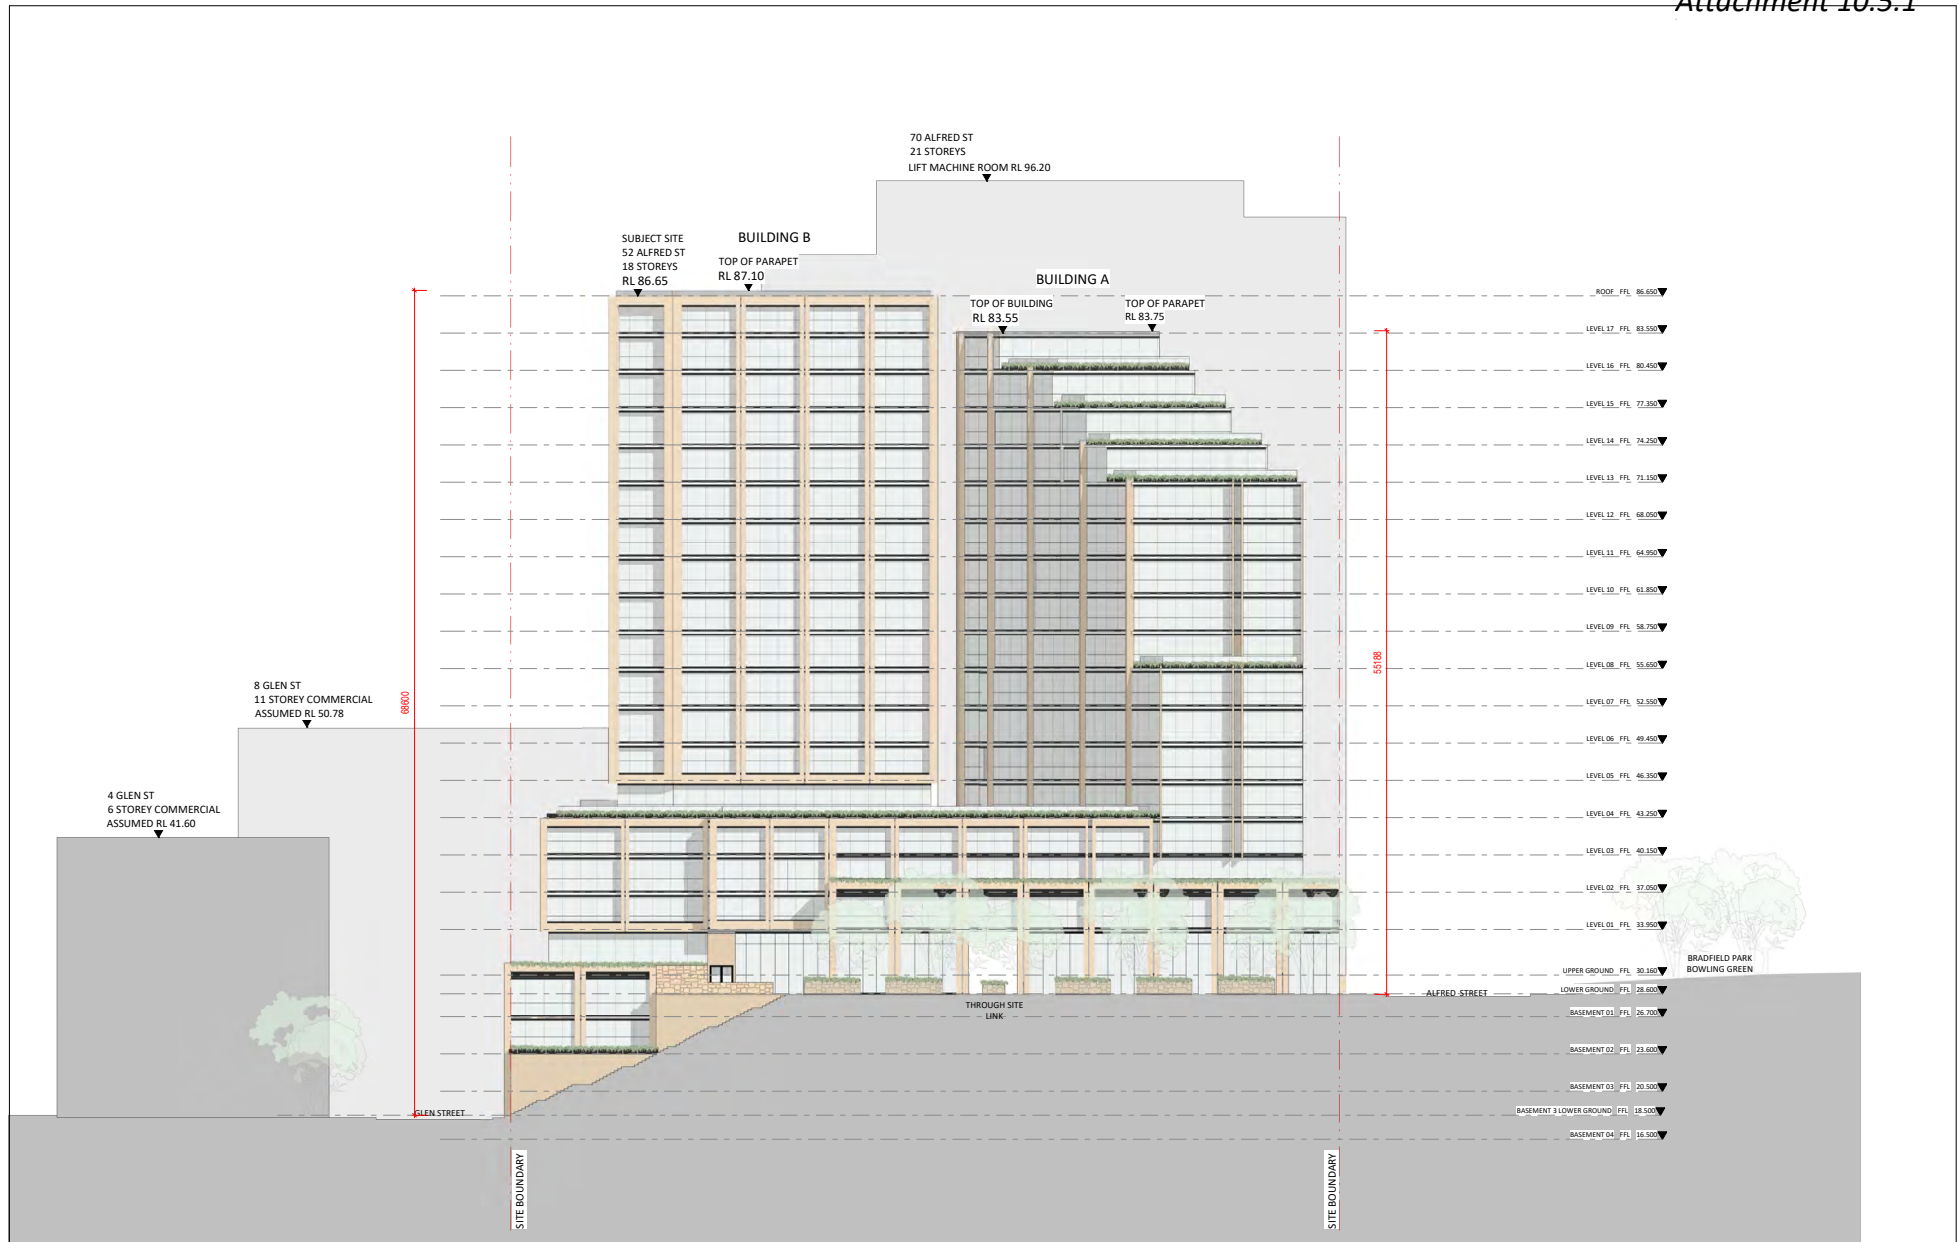 Attachment 10.5.1
70 ALFRED ST
21 STOREYS
LIFT MACHINE ROOM RL 96.20
SUBJECT SITE
52 ALFRED ST
18 STOREYS
RL 86.65
BUILDING B
TOP OF PARAPET
RL 87.10
BUILDING A
TOP OF BUILDING
RL 83.55
TOP OF PARAPET
RL 83.75
ROOF FFL 86.650
LEVEL 17 FFL 83.550
LEVEL 16 FFL 80.450
LEVEL 15 FFL 77.350
LEVEL 14 FFL 74.250
LEVEL 13 FFL 71.150
LEVEL 12 FFL 68.050
LEVEL 11 FFL 64.950
LEVEL 10 FFL 61.850
LEVEL 09 FFL 58.750
LEVEL 08 FFL 55.650
LEVEL 07 FFL 52.550
LEVEL 06 FFL 49.450
LEVEL 05 FFL 46.350
LEVEL 04 FFL 43.250
LEVEL 03 FFL 40.150
LEVEL 02 FFL 37.050
LEVEL 01 FFL 33.950
UPPER GROUND FFL 30.160
LOWER GROUND FFL 28.600
BASEMENT 01 FFL 26.700
BASEMENT 02 FFL 23.600
BASEMENT 03 FFL 20.500
BASEMENT 3 LOWER GROUND FFL 18.500
BASEMENT 04 FFL 16.500
68600
55188
8 GLEN ST
11 STOREY COMMERCIAL
ASSUMED RL 50.78
4 GLEN ST
6 STOREY COMMERCIAL
ASSUMED RL 41.60
BRADFIELD PARK
BOWLING GREEN
ALFRED STREET
THROUGH SITE
LINK
GLEN STREET
SITE BOUNDARY
SITE BOUNDARY